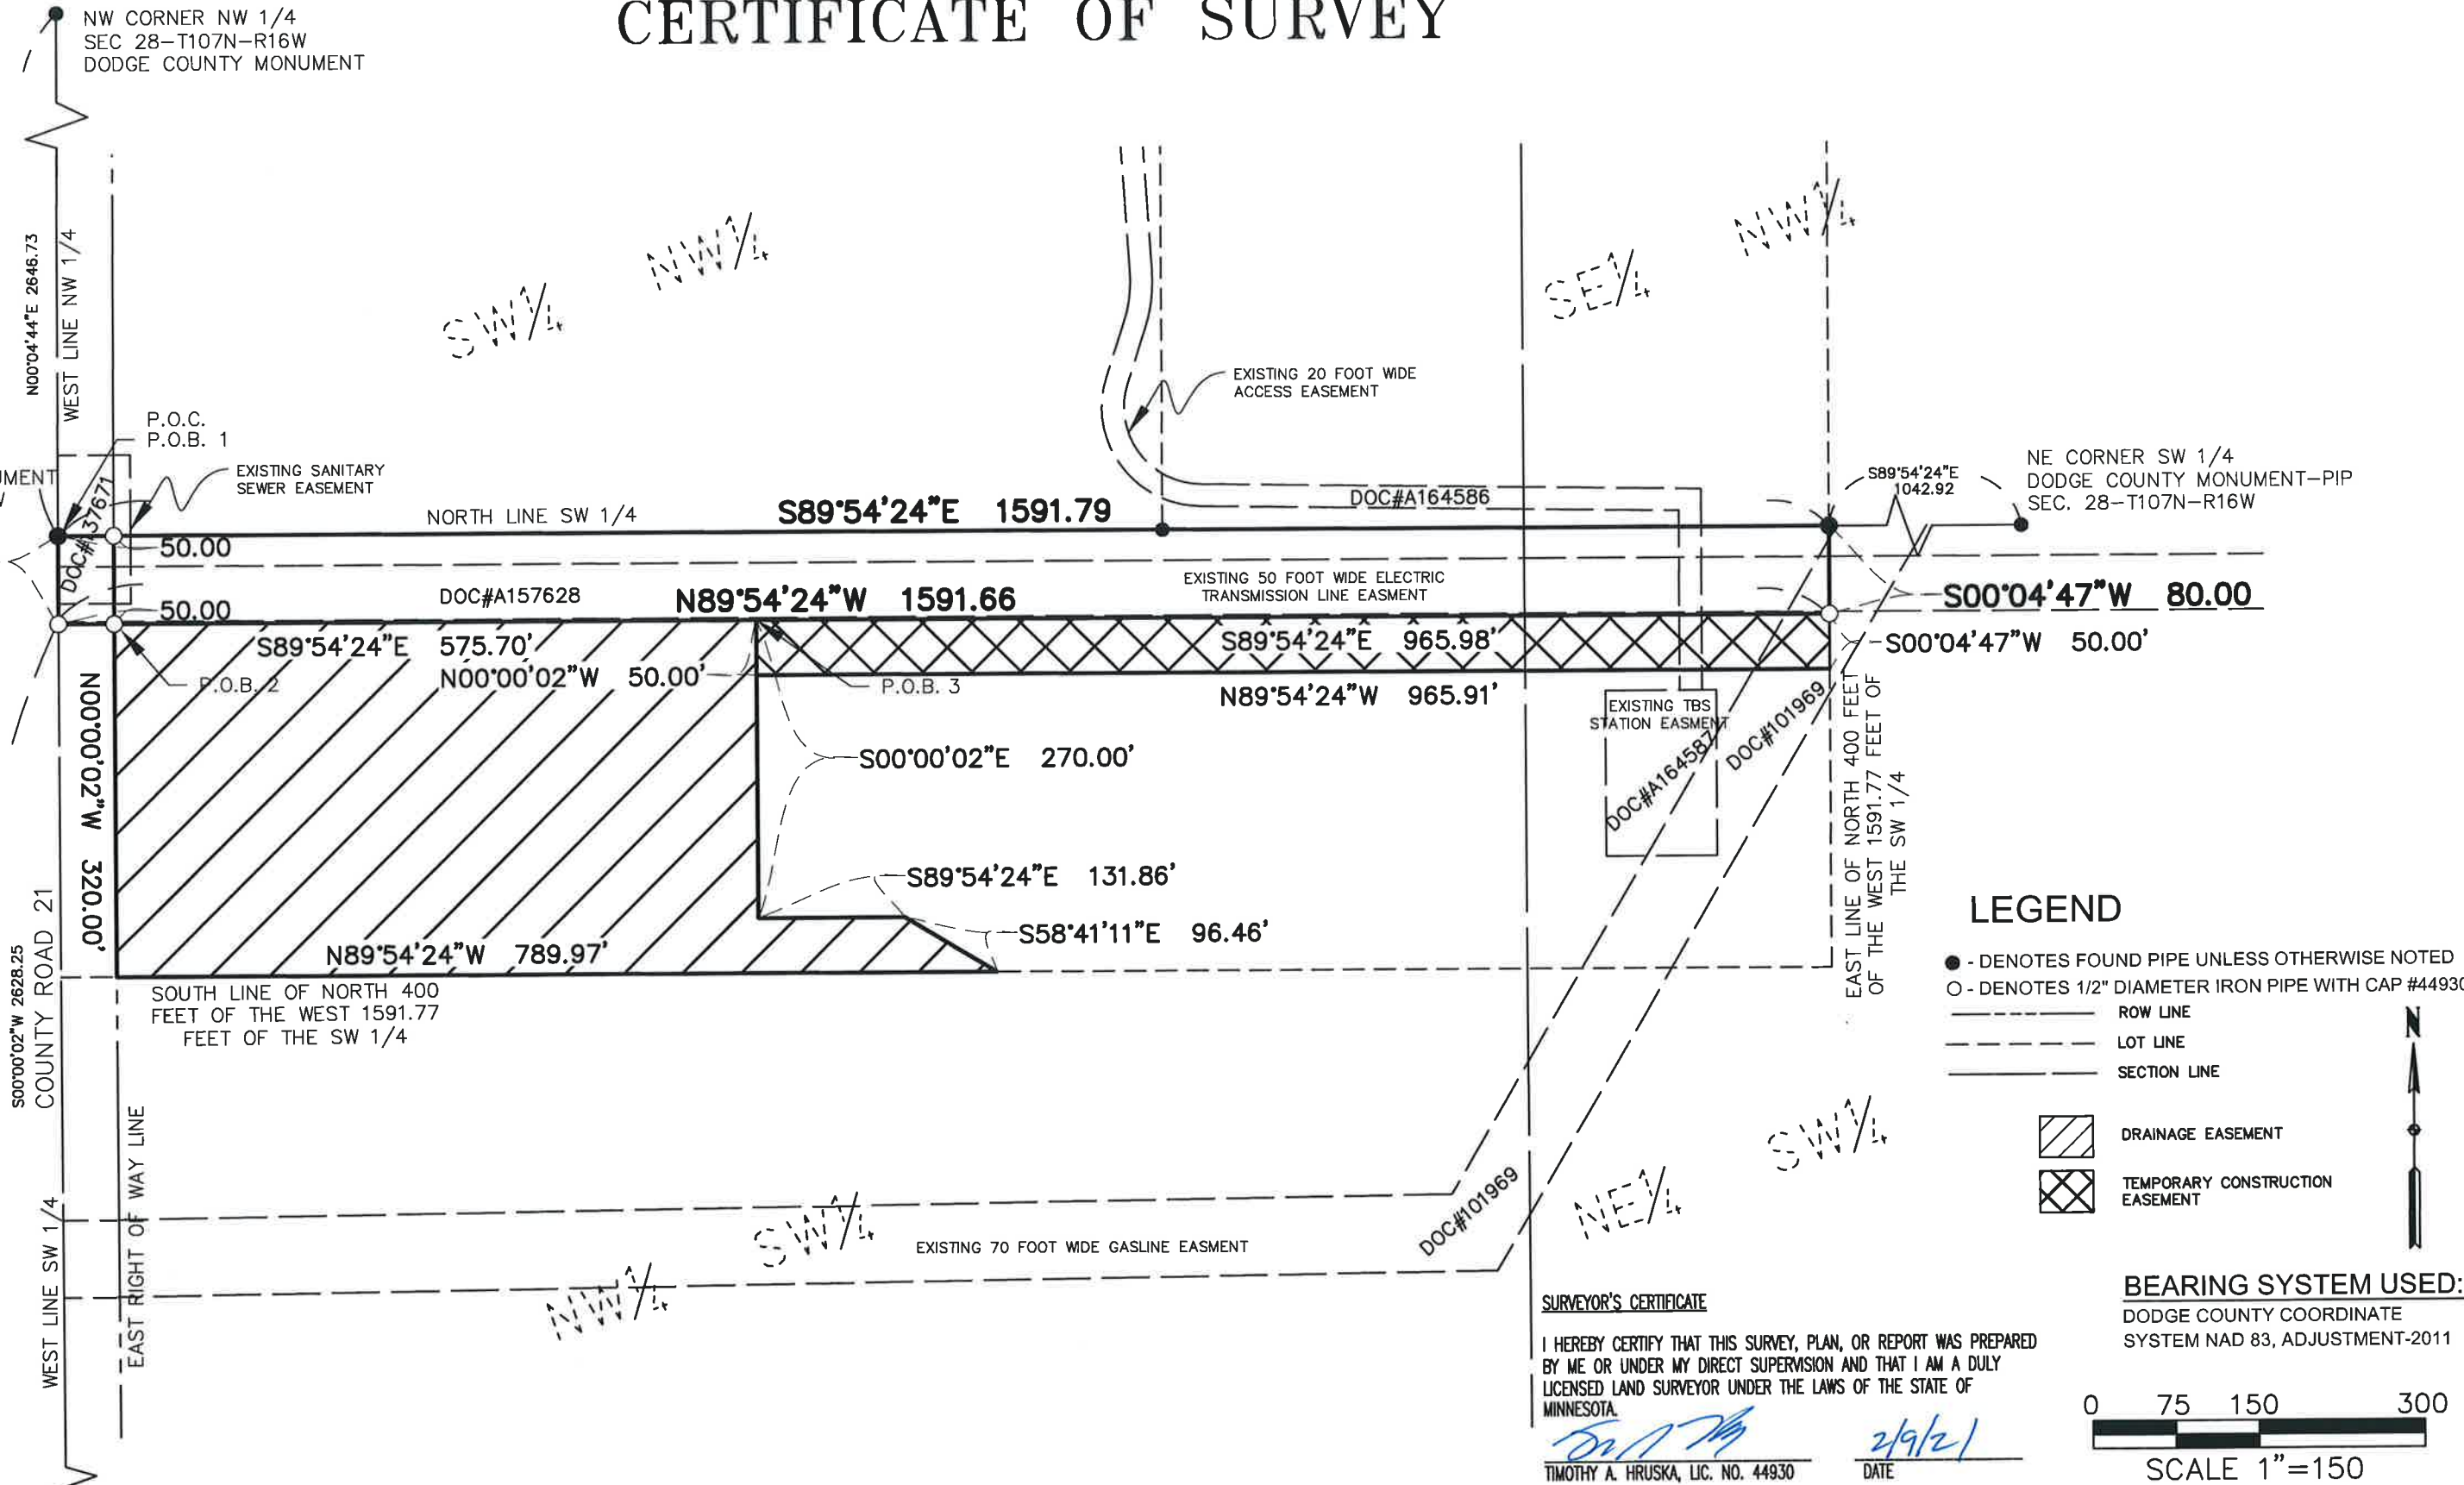 CERTIFICATE OF SURVEY
NW CORNER NW 1/4
SEC 28-T107N-R16W
DODGE COUNTY MONUMENT
N00°04'44"E 2646.73
WEST LINE NW 1/4
SW1/4 NW1/4
SE1/4 NW1/4
EXISTING 20 FOOT WIDE
ACCESS EASEMENT
P.O.C.
P.O.B. 1
EXISTING SANITARY
SEWER EASEMENT
UMENT
DOC#137671
NORTH LINE SW 1/4
S89°54'24"E 1591.79
DOC#A164586
S89°54'24"E
1042.92
NE CORNER SW 1/4
DODGE COUNTY MONUMENT-PIP
SEC. 28-T107N-R16W
50.00
50.00
DOC#A157628
N89°54'24"W 1591.66
EXISTING 50 FOOT WIDE ELECTRIC
TRANSMISSION LINE EASMENT
S00°04'47"W 80.00
S89°54'24"E 575.70'
S89°54'24"E 965.98'
S00°04'47"W 50.00'
P.O.B. 2
N00°00'02"W 50.00'
P.O.B. 3
N89°54'24"W 965.91'
EXISTING TBS
STATION EASMENT
DOC#A164587
DOC#101969
EAST LINE OF NORTH 400 FEET
OF THE WEST 1591.77 FEET OF
THE SW 1/4
N00°00'02"W 320.00'
S00°00'02"E 270.00'
S89°54'24"E 131.86'
S58°41'11"E 96.46'
N89°54'24"W 789.97'
SOUTH LINE OF NORTH 400
FEET OF THE WEST 1591.77
FEET OF THE SW 1/4
S00°00'02"W 2628.25
COUNTY ROAD 21
WEST LINE SW 1/4
EAST RIGHT OF WAY LINE
NW1/4 SW1/4
EXISTING 70 FOOT WIDE GASLINE EASMENT
DOC#101969
NE1/4 SW1/4
LEGEND
● - DENOTES FOUND PIPE UNLESS OTHERWISE NOTED
O - DENOTES 1/2" DIAMETER IRON PIPE WITH CAP #44930
ROW LINE
LOT LINE
SECTION LINE
N
DRAINAGE EASEMENT
TEMPORARY CONSTRUCTION
EASEMENT
BEARING SYSTEM USED:
DODGE COUNTY COORDINATE
SYSTEM NAD 83, ADJUSTMENT-2011
SURVEYOR'S CERTIFICATE
I HEREBY CERTIFY THAT THIS SURVEY, PLAN, OR REPORT WAS PREPARED
BY ME OR UNDER MY DIRECT SUPERVISION AND THAT I AM A DULY
LICENSED LAND SURVEYOR UNDER THE LAWS OF THE STATE OF
MINNESOTA.
2/9/21
TIMOTHY A. HRUSKA, LIC. NO. 44930 DATE
0 75 150 300
SCALE 1"=150